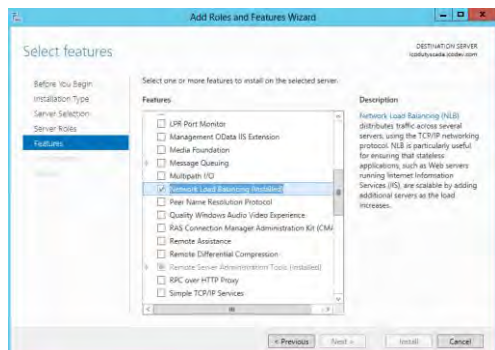 Add Roles and Features Wizard
Select features
DESTINATION SERVER
Before You Begin
Installation Type
Server Selection
Server Roles
Features
Select one or more features to install on the selected server.
Features
LPR Port Monitor
Management OData IIS Extension
Media Foundation
Message Queuing
Multipath I/O
Network Load Balancing (Installed)
Peer Name Resolution Protocol
Quality Windows Audio Video Experience
RAS Connection Manager Administration Kit (CMA
Remote Assistance
Remote Differential Compression
Remote Server Administration Tools (Installed)
RPC over HTTP Proxy
Simple TCP/IP Services
Description
Network Load Balancing (NLB)
distributes traffic across several
servers, using the TCP/IP networking
protocol. NLB is particularly useful
for ensuring that stateless
applications, such as Web servers
running Internet Information
Services (IIS), are scalable by adding
additional servers as the load
increases.
< Previous
Next >
Install
Cancel